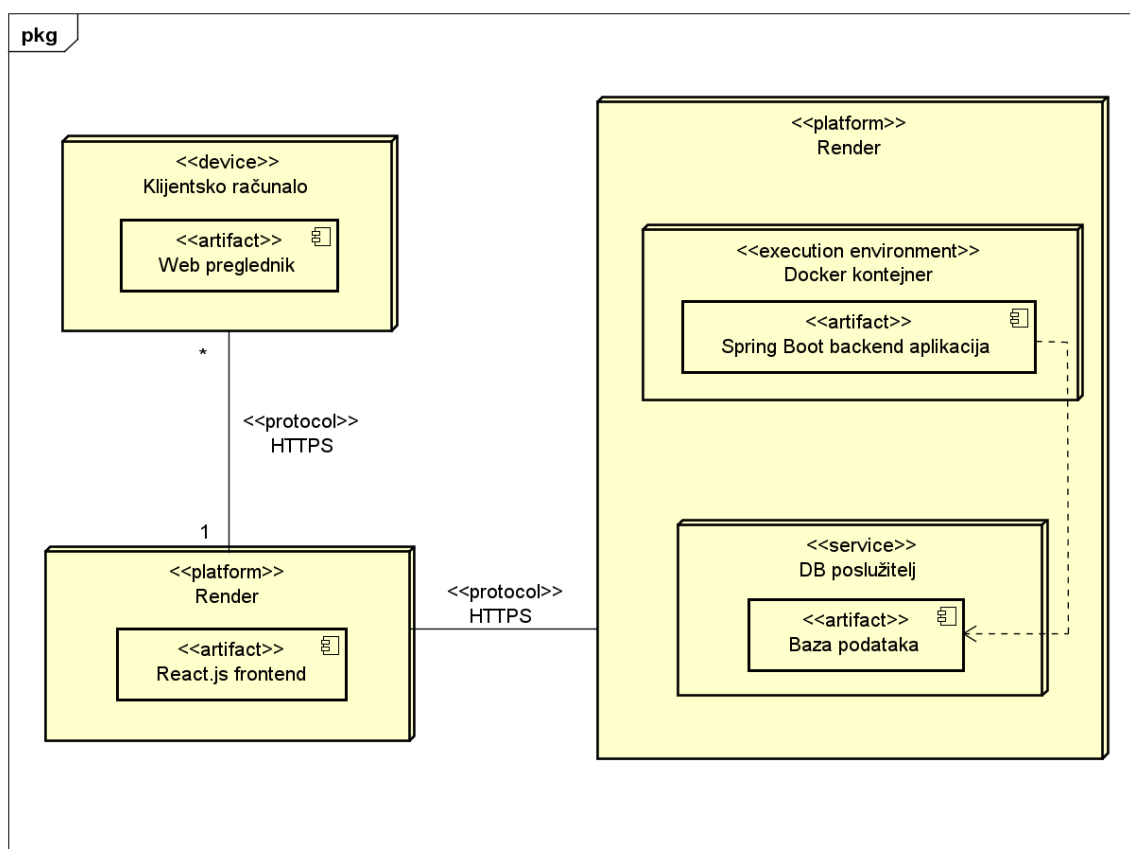 pkg
<<device>>
Klijentsko računalo
<<artifact>>
Web preglednik
*
<<protocol>>
HTTPS
1
<<platform>>
Render
<<artifact>>
React.js frontend
<<protocol>>
HTTPS
<<platform>>
Render
<<execution environment>>
Docker kontejner
<<artifact>>
Spring Boot backend aplikacija
<<service>>
DB poslužitelj
<<artifact>>
Baza podataka